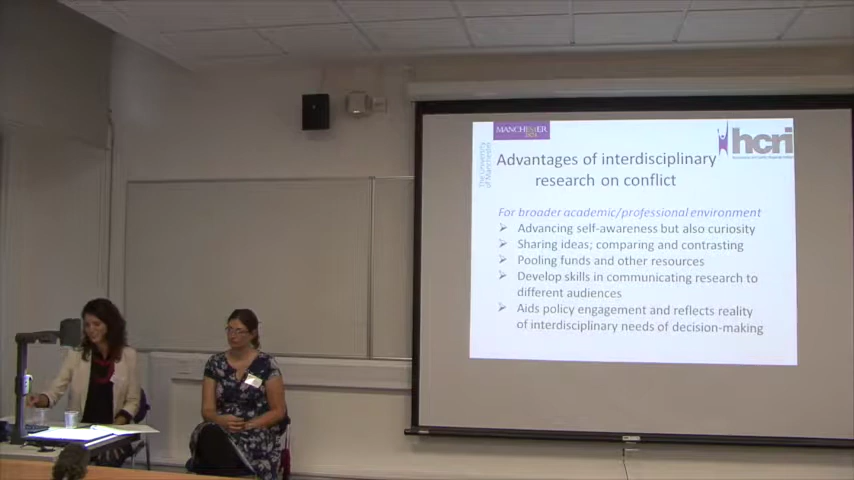 MANCHESTER
1824
The University
of Manchester
hcri
Advantages of interdisciplinary
research on conflict
For broader academic/professional environment
Advancing self-awareness but also curiosity
Sharing ideas; comparing and contrasting
Pooling funds and other resources
Develop skills in communicating research to
different audiences
Aids policy engagement and reflects reality
of interdisciplinary needs of decision-making